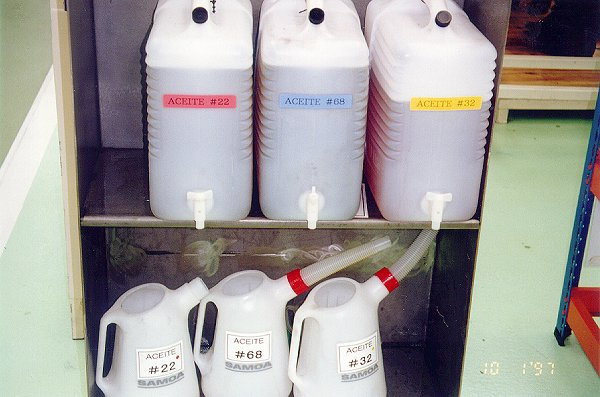 ACEITE #22
ACEITE #68
ACEITE #32
ACEITE
#22
SAMOA
ACEITE
#68
SAMOA
ACEITE
#32
SAMOA
10 1'97